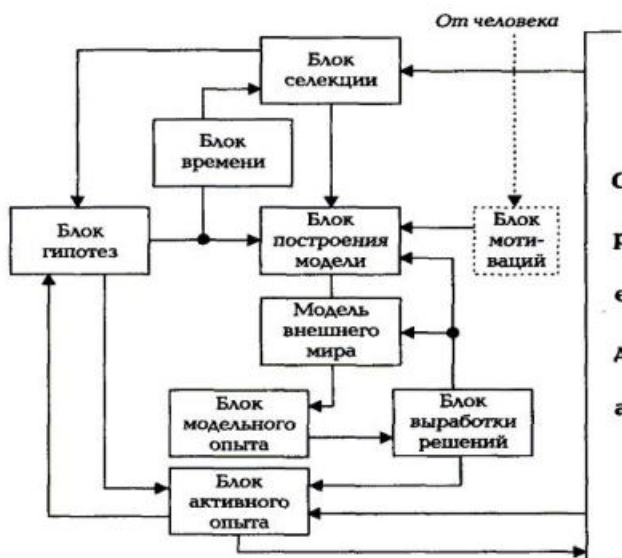 От человека
Блок
селекции
Блок
времени
Блок
гипотез
Блок
построения
модели
Блок
моти-
ваций
Модель
внешнего
мира
Блок
модельного
опыта
Блок
выработки
решений
Блок
активного
опыта
С
р
е
д
а